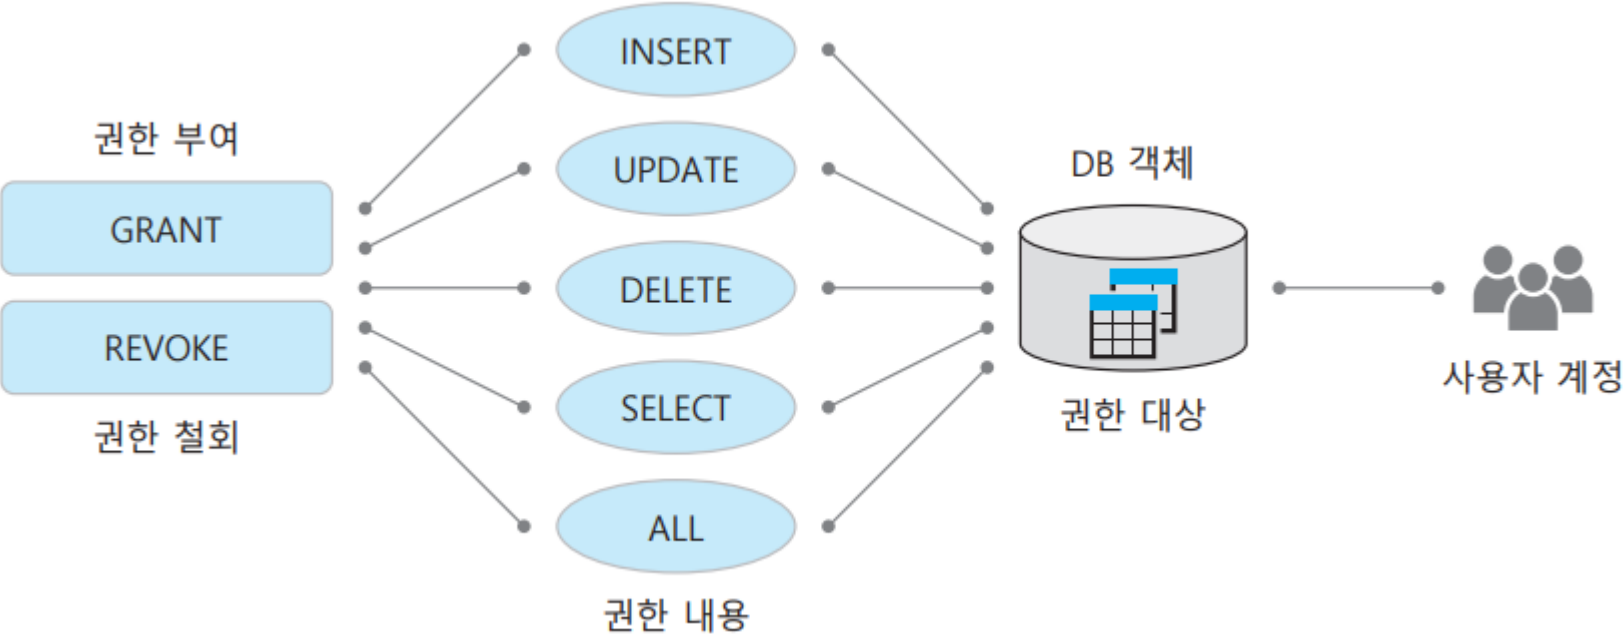 권한 부여
GRANT
REVOKE
권한 철회
INSERT
UPDATE
DELETE
SELECT
ALL
권한 내용
DB 객체
권한 대상
사용자 계정